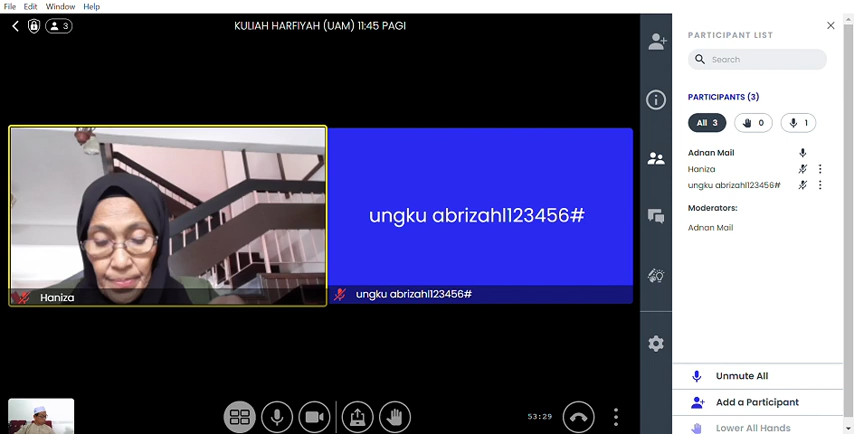 File Edit Window Help
3
KULIAH HARFIYAH (UAM) 11:45 PAGI
ungku abrizahl123456#
Haniza
ungku abrizahl123456#
53:29
PARTICIPANT LIST
Search
PARTICIPANTS (3)
All 3 0 1
Adnan Mail
Haniza
ungku abrizahl123456#
Moderators:
Adnan Mail
Unmute All
Add a Participant
Lower All Hands